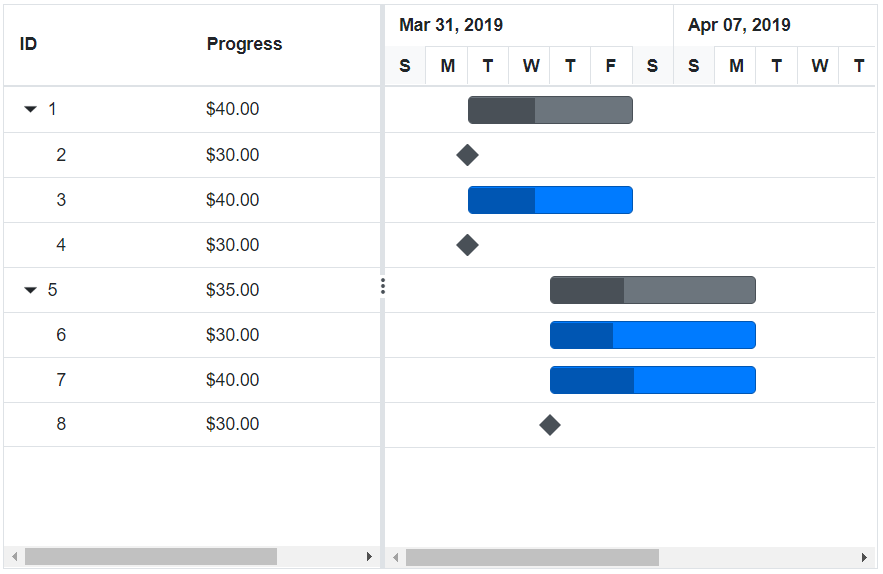 ID Progress
Mar 31, 2019 Apr 07, 2019
S M T W T F S S M T W T
1 $40.00
2 $30.00
3 $40.00
4 $30.00
5 $35.00
6 $30.00
7 $40.00
8 $30.00